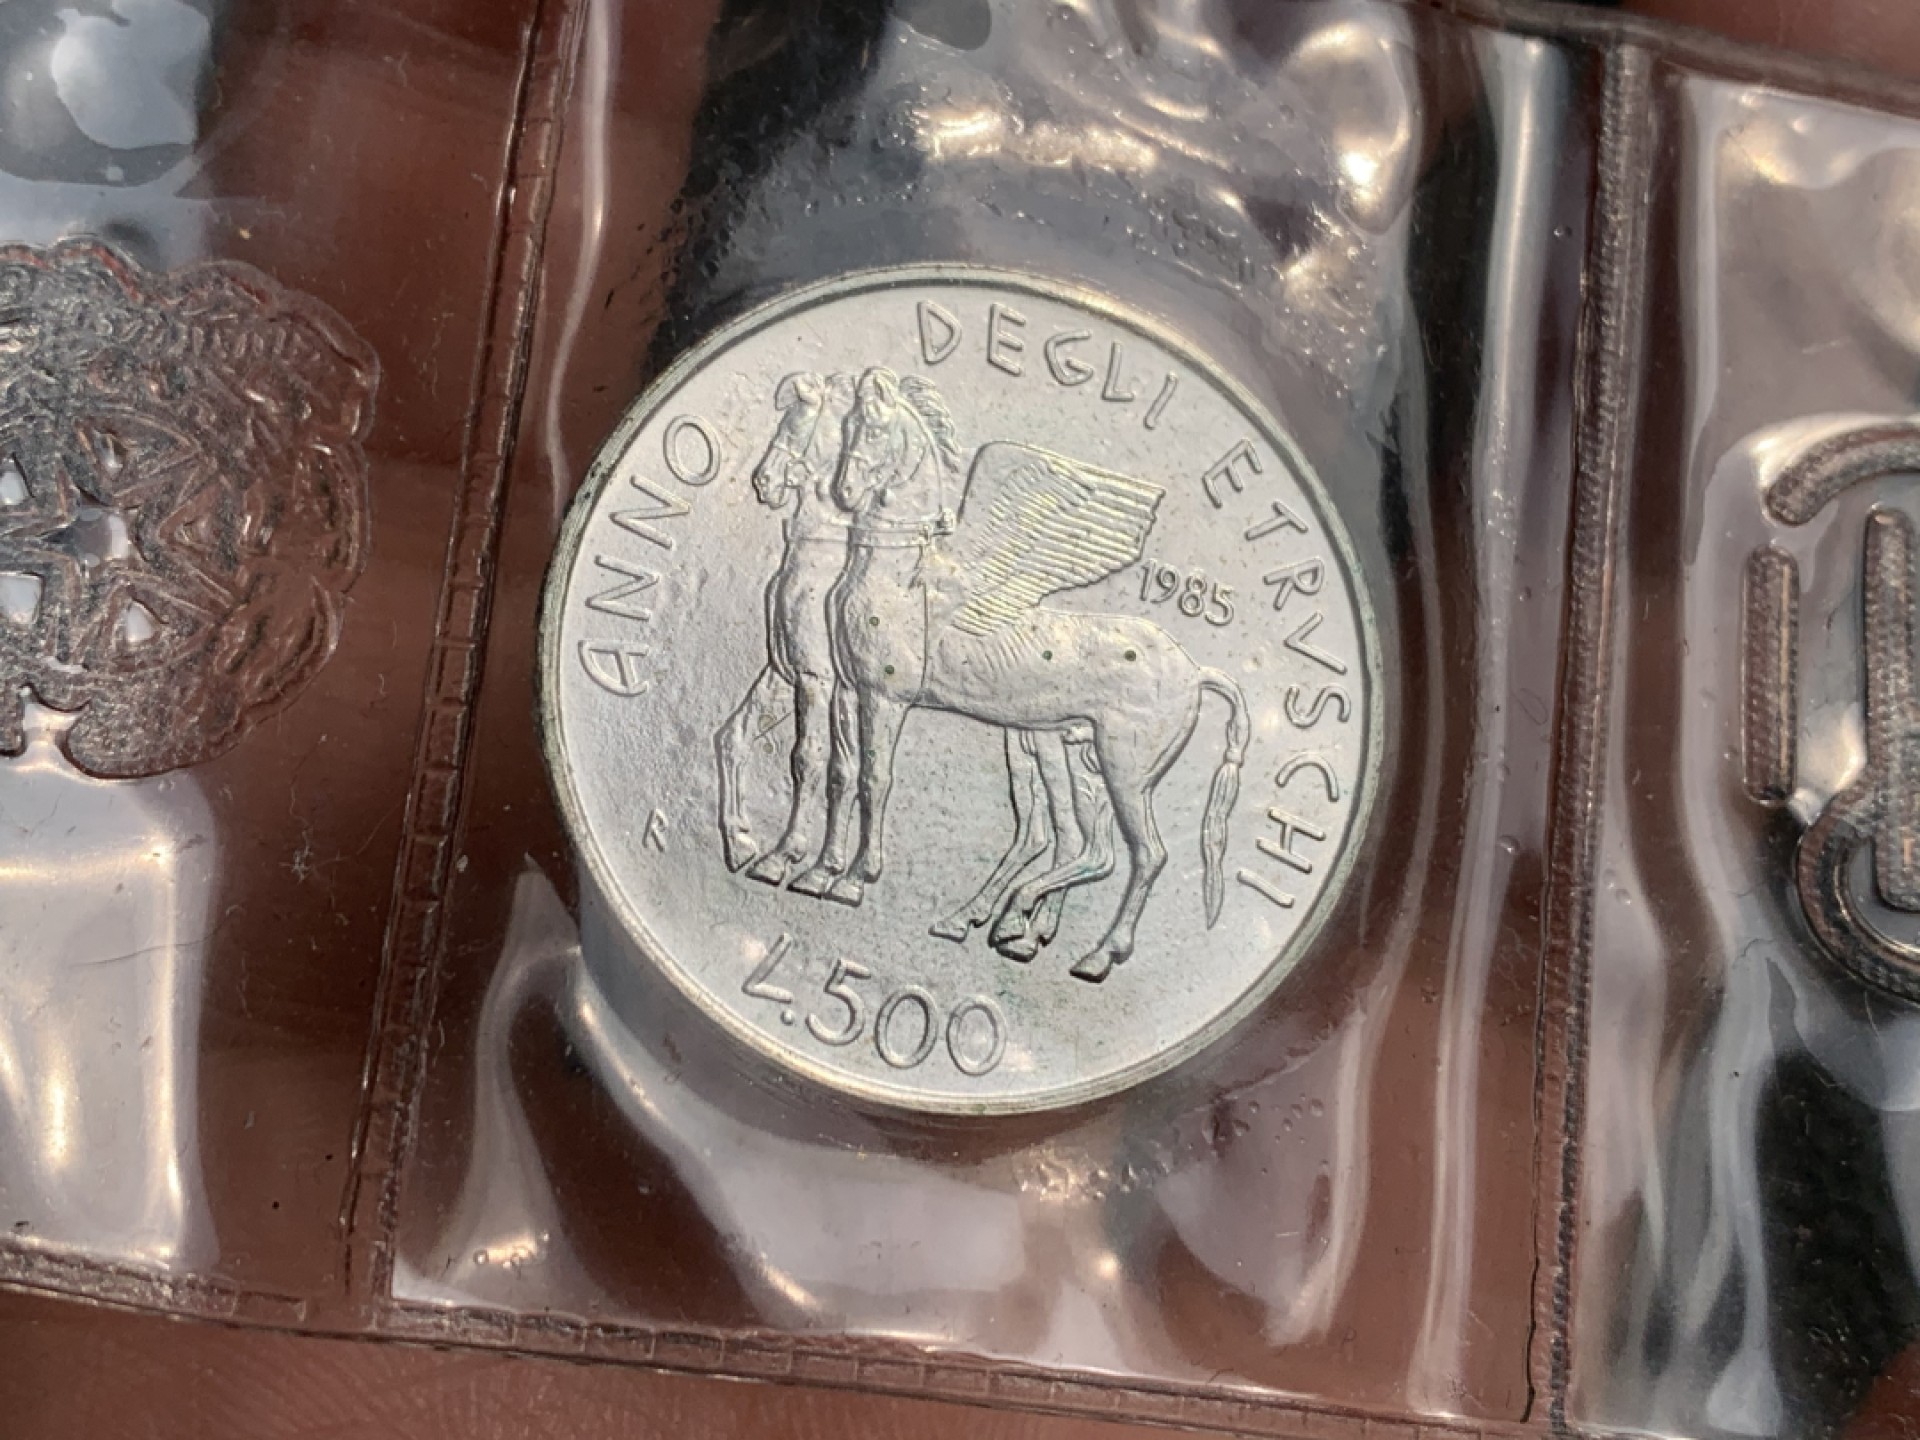 ANNO DEGLI ETRVSCHI
1985
R
L.500